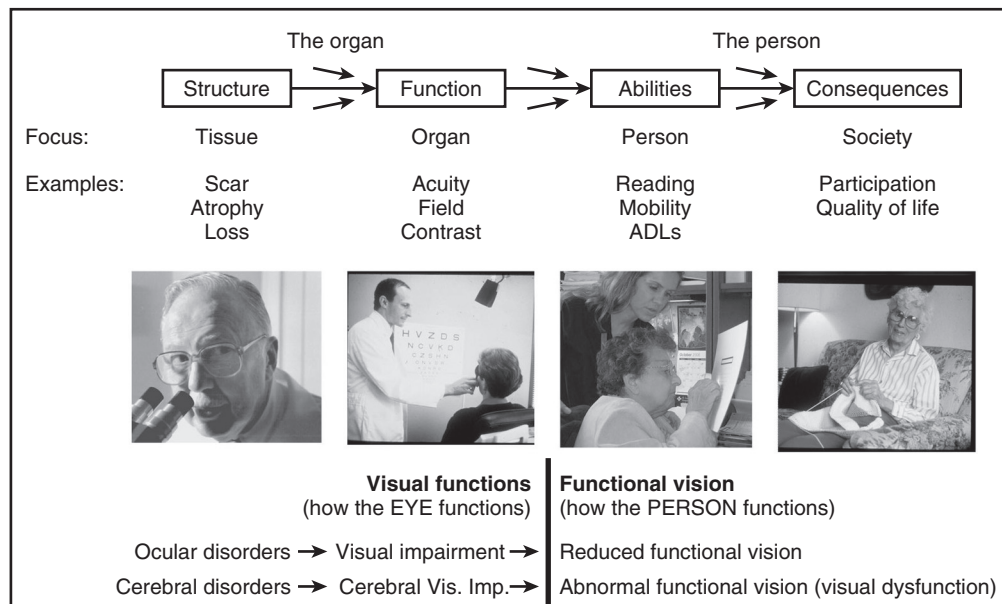 The organ The person
Structure Function Abilities Consequences
Focus: Tissue Organ Person Society
Examples: Scar Acuity Reading Participation
Atrophy Field Mobility Quality of life
Loss Contrast ADLs
H V Z D S
N C V K D
C Z S H N
Visual functions Functional vision
(how the EYE functions) (how the PERSON functions)
Ocular disorders → Visual impairment → Reduced functional vision
Cerebral disorders → Cerebral Vis. Imp. → Abnormal functional vision (visual dysfunction)